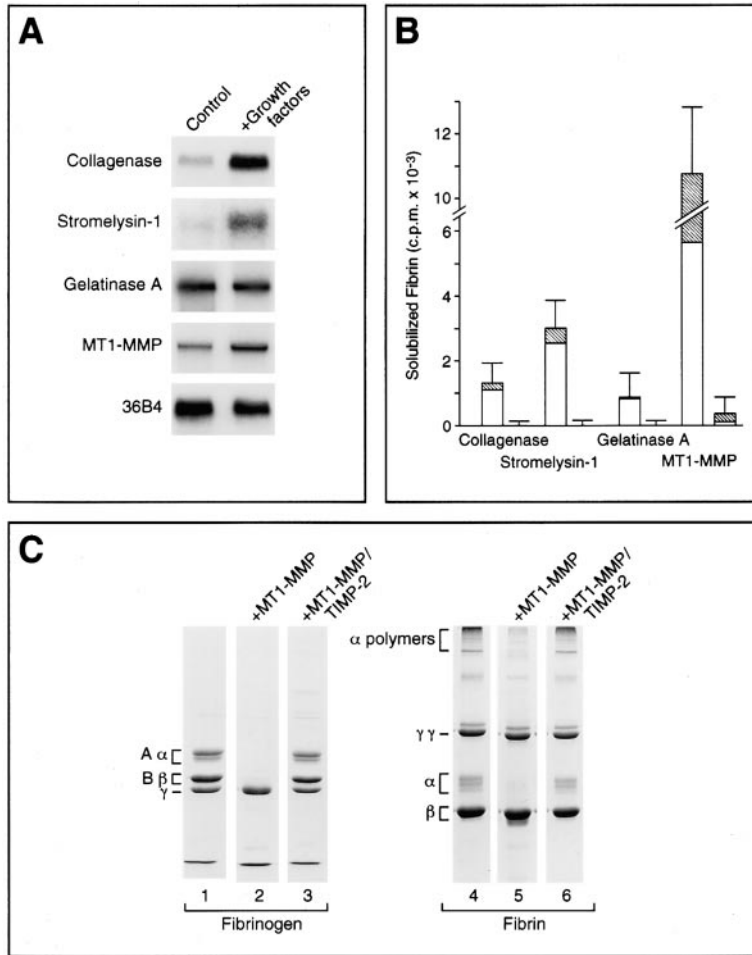 A
Control
+Growth
factors
Collagenase
Stromelysin-1
Gelatinase A
MT1-MMP
36B4
B
Solubilized Fibrin (c.p.m. x 10⁻³)
12
10
6
4
2
0
Collagenase
Stromelysin-1
Gelatinase A
MT1-MMP
C
+MT1-MMP
+MT1-MMP/
TIMP-2
A α
B β
γ
1 2 3
Fibrinogen
+MT1-MMP
+MT1-MMP/
TIMP-2
α polymers
γ γ
α
β
4 5 6
Fibrin